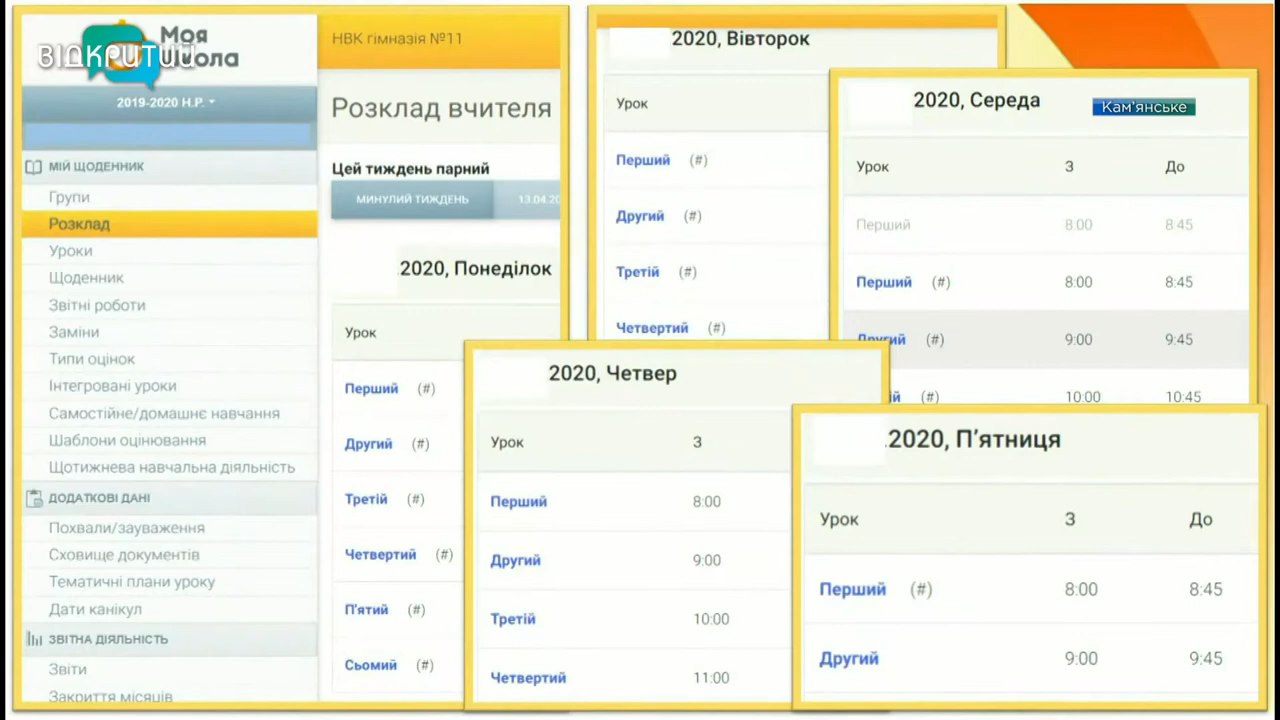 ВІДКРИТИЙ
Моя
Школа
2019-2020 Н.Р.
МІЙ ЩОДЕННИК
Групи
Розклад
Уроки
Щоденник
Звітні роботи
Заміни
Типи оцінок
Інтегровані уроки
Самостійне/домашнє навчання
Шаблони оцінювання
Щотижнева навчальна діяльність
ДОДАТКОВІ ДАНІ
Похвали/зауваження
Сховище документів
Тематичні плани уроку
Дати канікул
ЗВІТНА ДІЯЛЬНІСТЬ
Звіти
Закриття місяців
НВК гімназія №11
Розклад вчителя
Цей тиждень парний
МИНУЛИЙ ТИЖДЕНЬ 13.04.20
2020, Понеділок
Урок
Перший (#)
Другий (#)
Третій (#)
Четвертий (#)
П'ятий (#)
Сьомий (#)
2020, Вівторок
Урок
Перший (#)
Другий (#)
Третій (#)
Четвертий (#)
2020, Середа
Кам'янське
Урок З До
Перший 8:00 8:45
Перший (#) 8:00 8:45
Другий (#) 9:00 9:45
ій (#) 10:00 10:45
2020, Четвер
Урок З
Перший 8:00
Другий 9:00
Третій 10:00
Четвертий 11:00
.2020, П’ятниця
Урок З До
Перший (#) 8:00 8:45
Другий 9:00 9:45